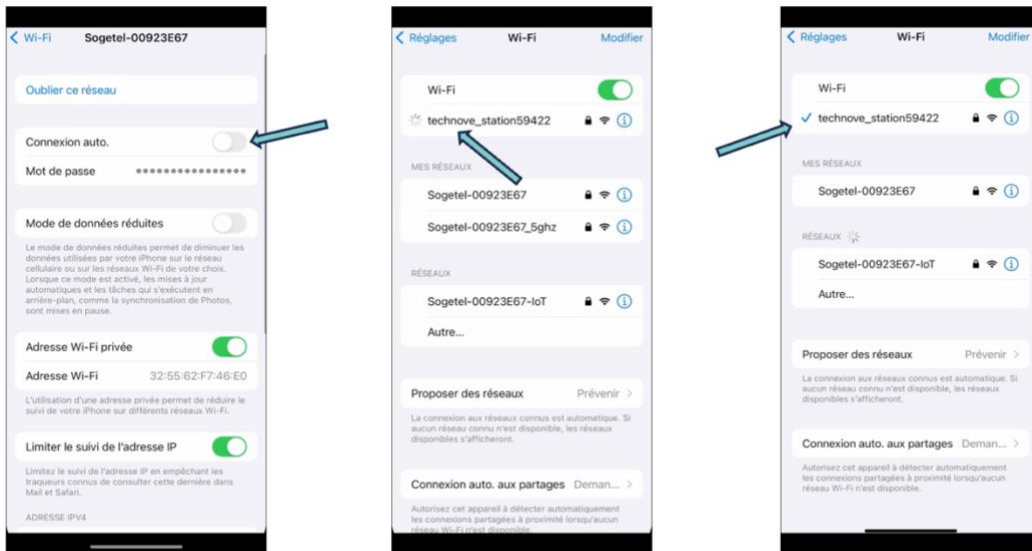 Wi-Fi Sogetel-00923E67
Oublier ce réseau
Connexion auto.
Mot de passe ●●●●●●●●●●●●●●●●
Mode de données réduites
Le mode de données réduites permet de diminuer les
données utilisées par votre iPhone sur le réseau
cellulaire ou sur les réseaux Wi-Fi de votre choix.
Lorsque ce mode est activé, les mises à jour
automatiques et les tâches qui s'exécutent en
arrière-plan, comme la synchronisation de Photos,
sont mises en pause.
Adresse Wi-Fi privée
Adresse Wi-Fi 32:55:62:F7:46:E0
L'utilisation d'une adresse privée permet de réduire le
suivi de votre iPhone sur différents réseaux Wi-Fi.
Limiter le suivi de l'adresse IP
Limitez le suivi de l'adresse IP en empêchant les
traqueurs connus de consulter cette dernière dans
Mail et Safari.
ADRESSE IPV4
Réglages Wi-Fi Modifier
Wi-Fi
technove_station59422
MES RÉSEAUX
Sogetel-00923E67
Sogetel-00923E67_5ghz
RÉSEAUX
Sogetel-00923E67-IoT
Autre...
Proposer des réseaux Prévenir
La connexion aux réseaux connus est automatique. Si
aucun réseau connu n'est disponible, les réseaux
disponibles s'afficheront.
Connexion auto. aux partages Deman...
Autorisez cet appareil à détecter automatiquement
les connexions partagées à proximité lorsqu'aucun
réseau Wi-Fi n'est disponible.
Réglages Wi-Fi Modifier
Wi-Fi
technove_station59422
MES RÉSEAUX
Sogetel-00923E67
RÉSEAUX
Sogetel-00923E67-IoT
Autre...
Proposer des réseaux Prévenir
La connexion aux réseaux connus est automatique. Si
aucun réseau connu n'est disponible, les réseaux
disponibles s'afficheront.
Connexion auto. aux partages Deman...
Autorisez cet appareil à détecter automatiquement
les connexions partagées à proximité lorsqu'aucun
réseau Wi-Fi n'est disponible.